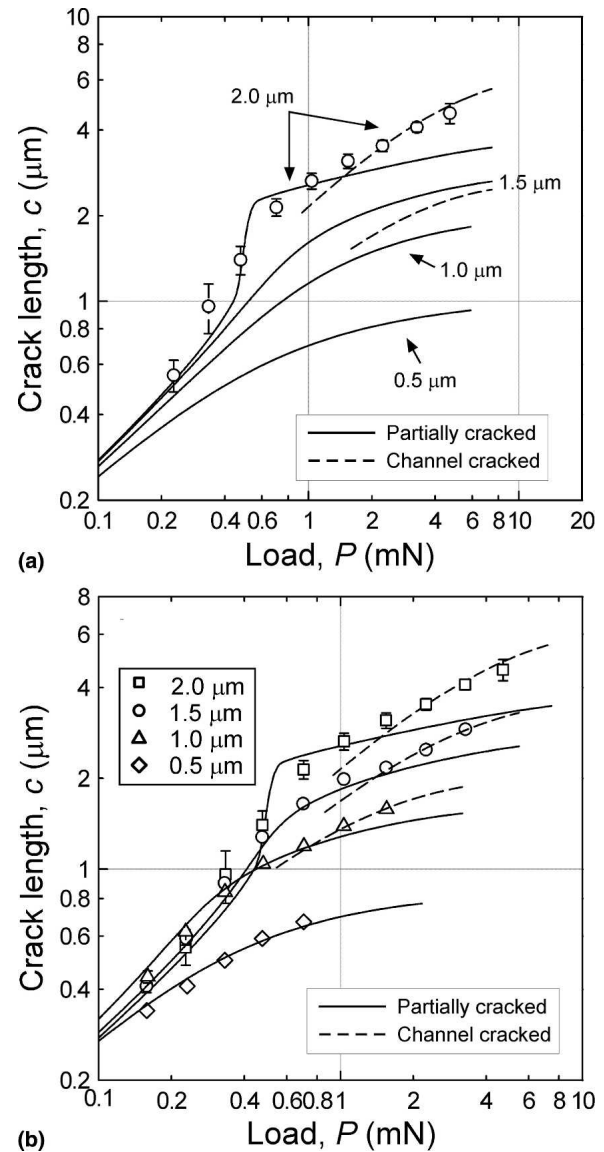 10
6
4
2
1
0.8
0.6
0.4
0.2
Crack length, c (μm)
2.0 μm
1.5 μm
1.0 μm
0.5 μm
Partially cracked
Channel cracked
0.1 0.2 0.4 0.6 1 2 4 6 8 10 20
Load, P (mN)
(a)
8
6
4
2
1
0.8
0.6
0.4
0.2
Crack length, c (μm)
2.0 μm
1.5 μm
1.0 μm
0.5 μm
Partially cracked
Channel cracked
0.1 0.2 0.4 0.6 0.8 1 2 4 6 10
Load, P (mN)
(b)